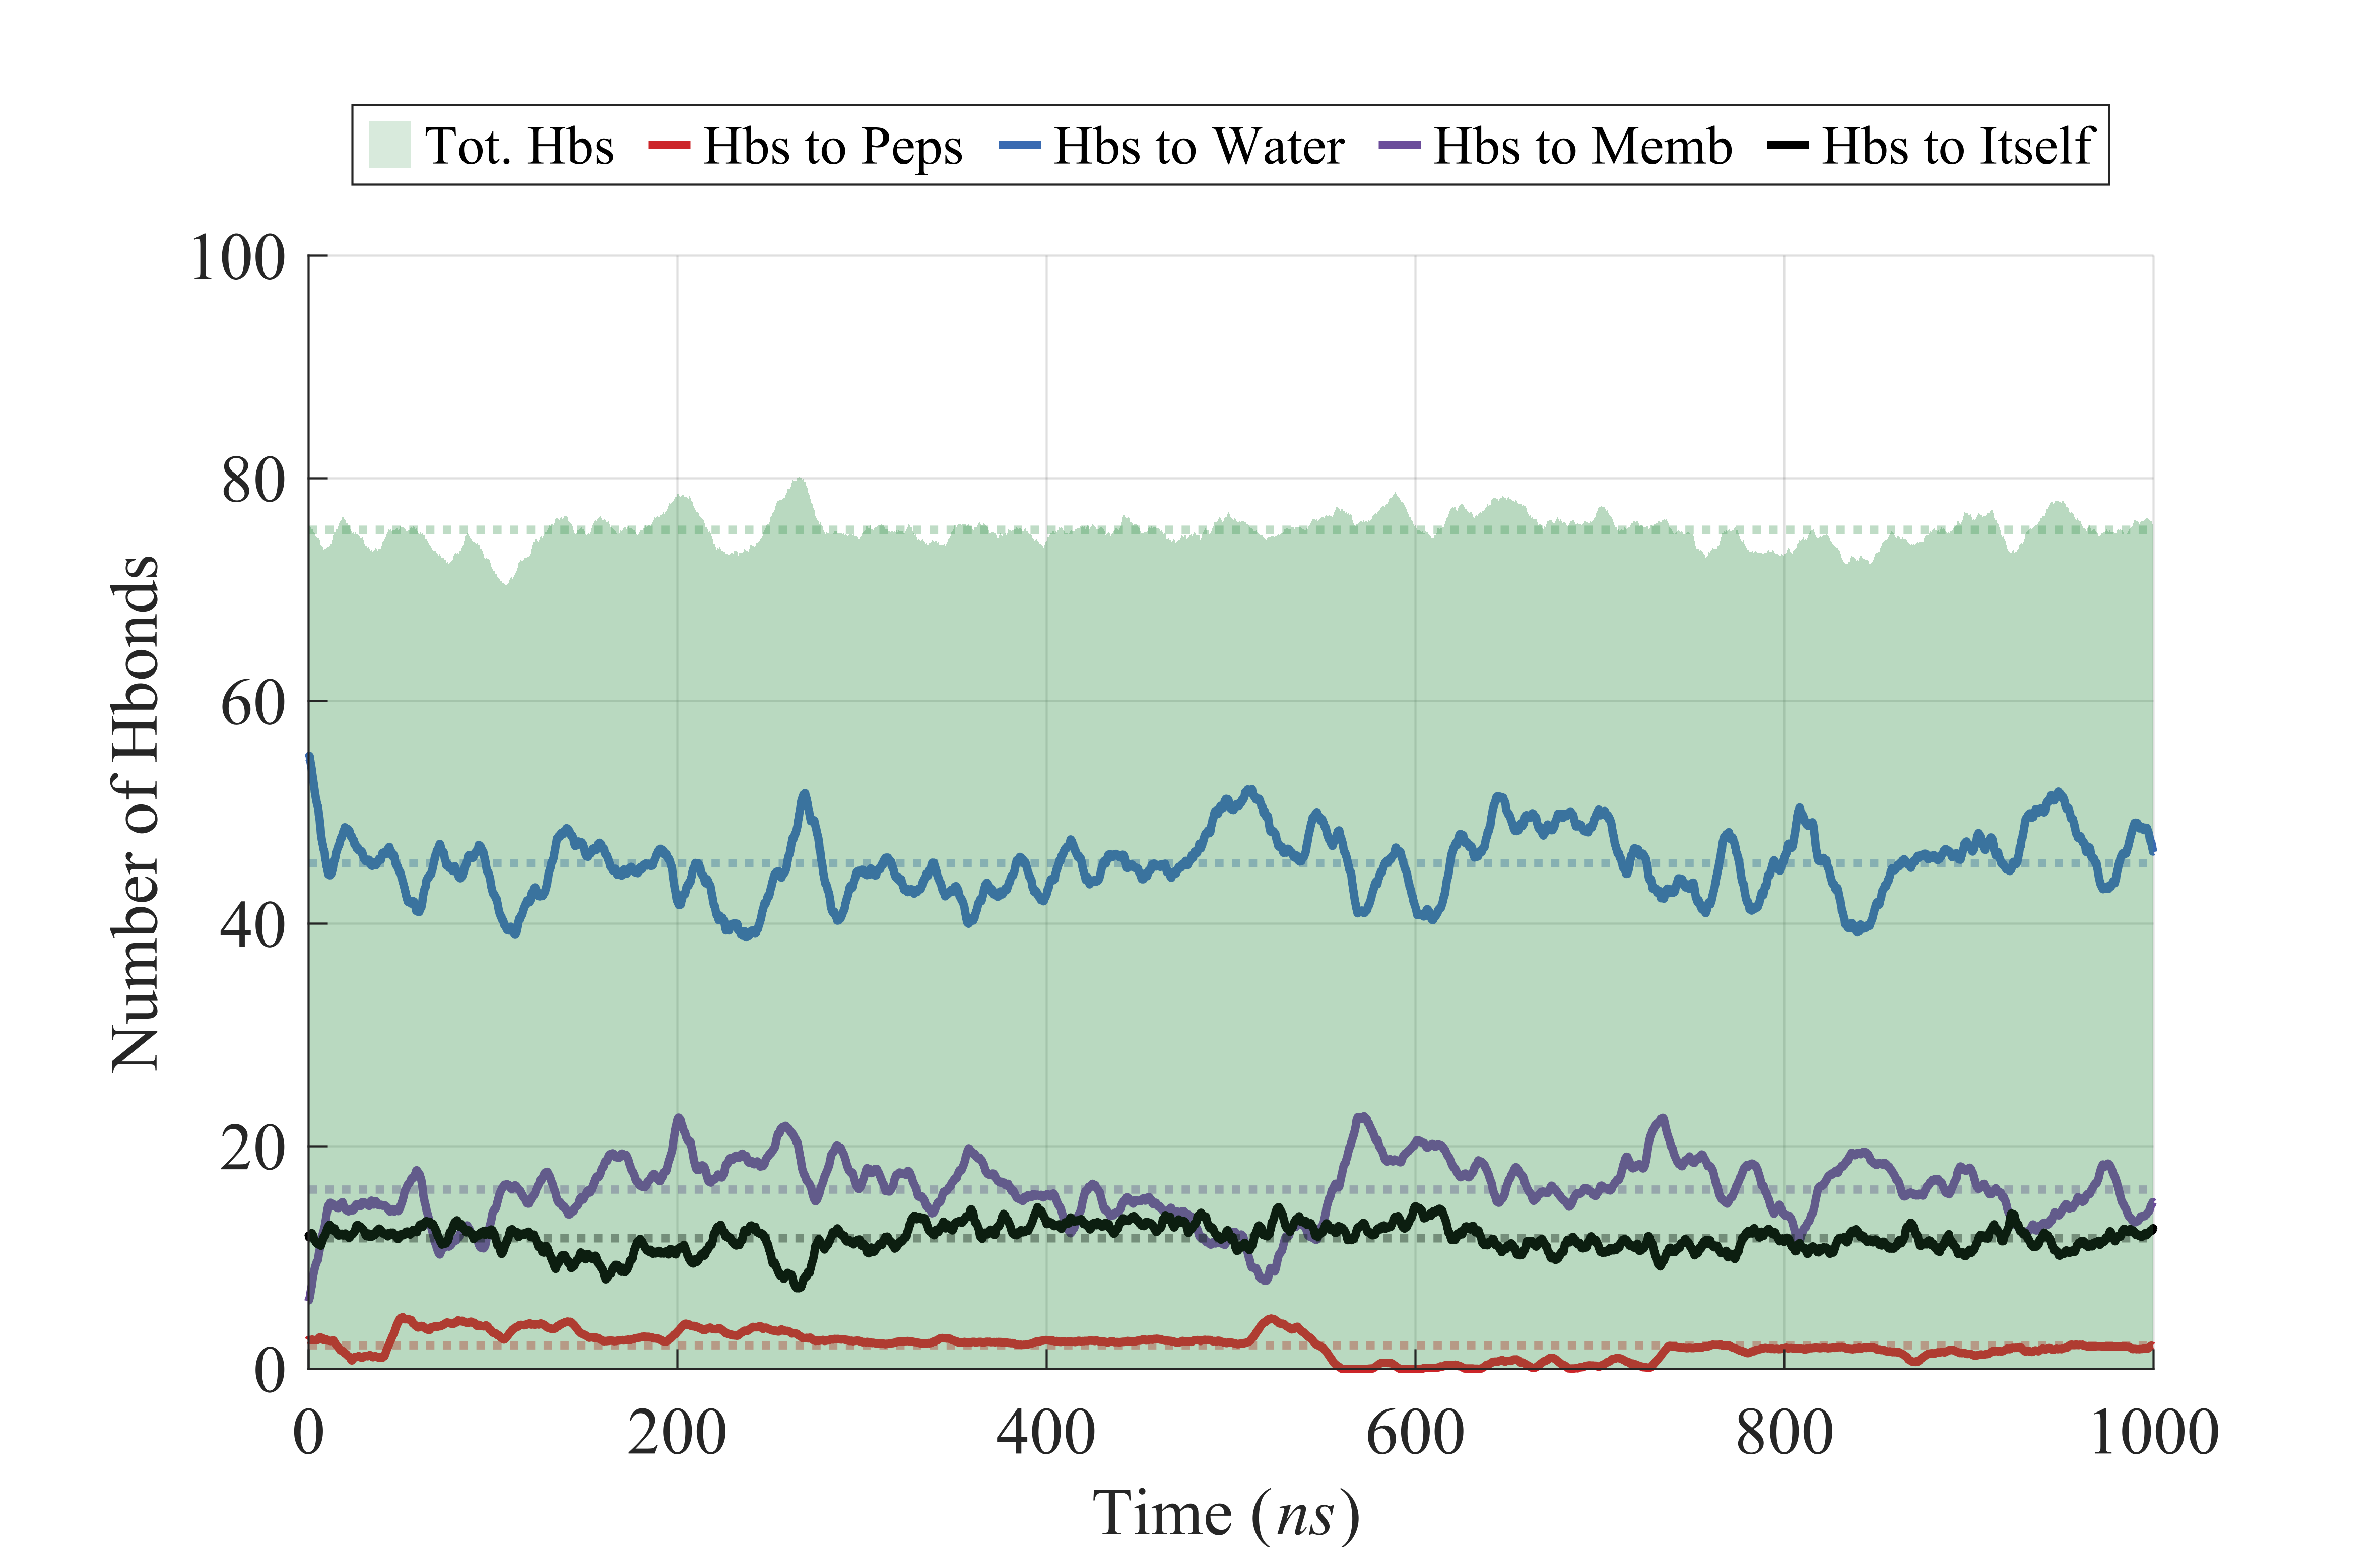 Tot. Hbs Hbs to Peps Hbs to Water Hbs to Memb Hbs to Itself
100
80
60
40
20
0
Number of Hbonds
0 200 400 600 800 1000
Time (ns)